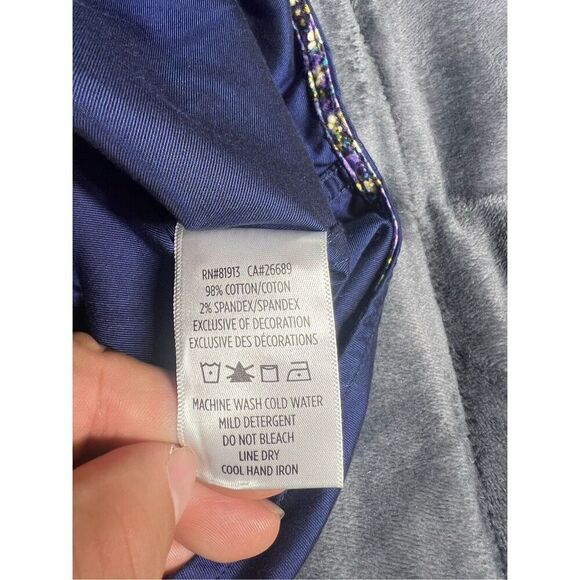 RN#81913 CA#26689
98% COTTON/COTON
2% SPANDEX/SPANDEX
EXCLUSIVE OF DECORATION
EXCLUSIVE DES DÉCORATIONS
MACHINE WASH COLD WATER
MILD DETERGENT
DO NOT BLEACH
LINE DRY
COOL HAND IRON